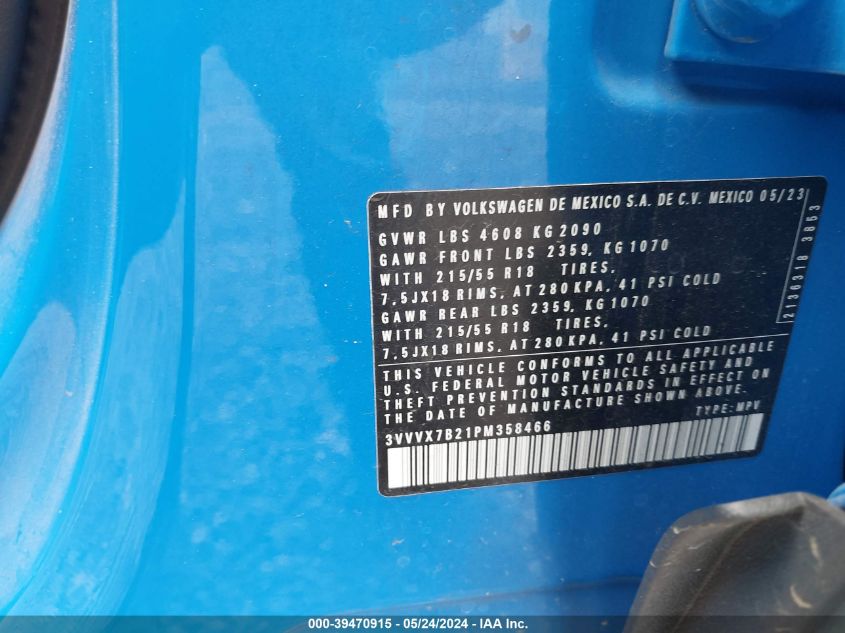 MFD BY VOLKSWAGEN DE MEXICO S.A. DE C.V. MEXICO 05/23
GVWR LBS 4608 KG 2090
GAWR FRONT LBS 2359, KG 1070
WITH 215/55 R18 TIRES,
7,5JX18 RIMS, AT 280 KPA, 41 PSI COLD
GAWR REAR LBS 2359, KG 1070
WITH 215/55 R18 TIRES,
7,5JX18 RIMS, AT 280 KPA, 41 PSI COLD
THIS VEHICLE CONFORMS TO ALL APPLICABLE
U.S. FEDERAL MOTOR VEHICLE SAFETY AND
THEFT PREVENTION STANDARDS IN EFFECT ON
THE DATE OF MANUFACTURE SHOWN ABOVE.
3VVVX7B21PM358466 TYPE: MPV
2136318 3853
000-39470915 - 05/24/2024 - IAA Inc.